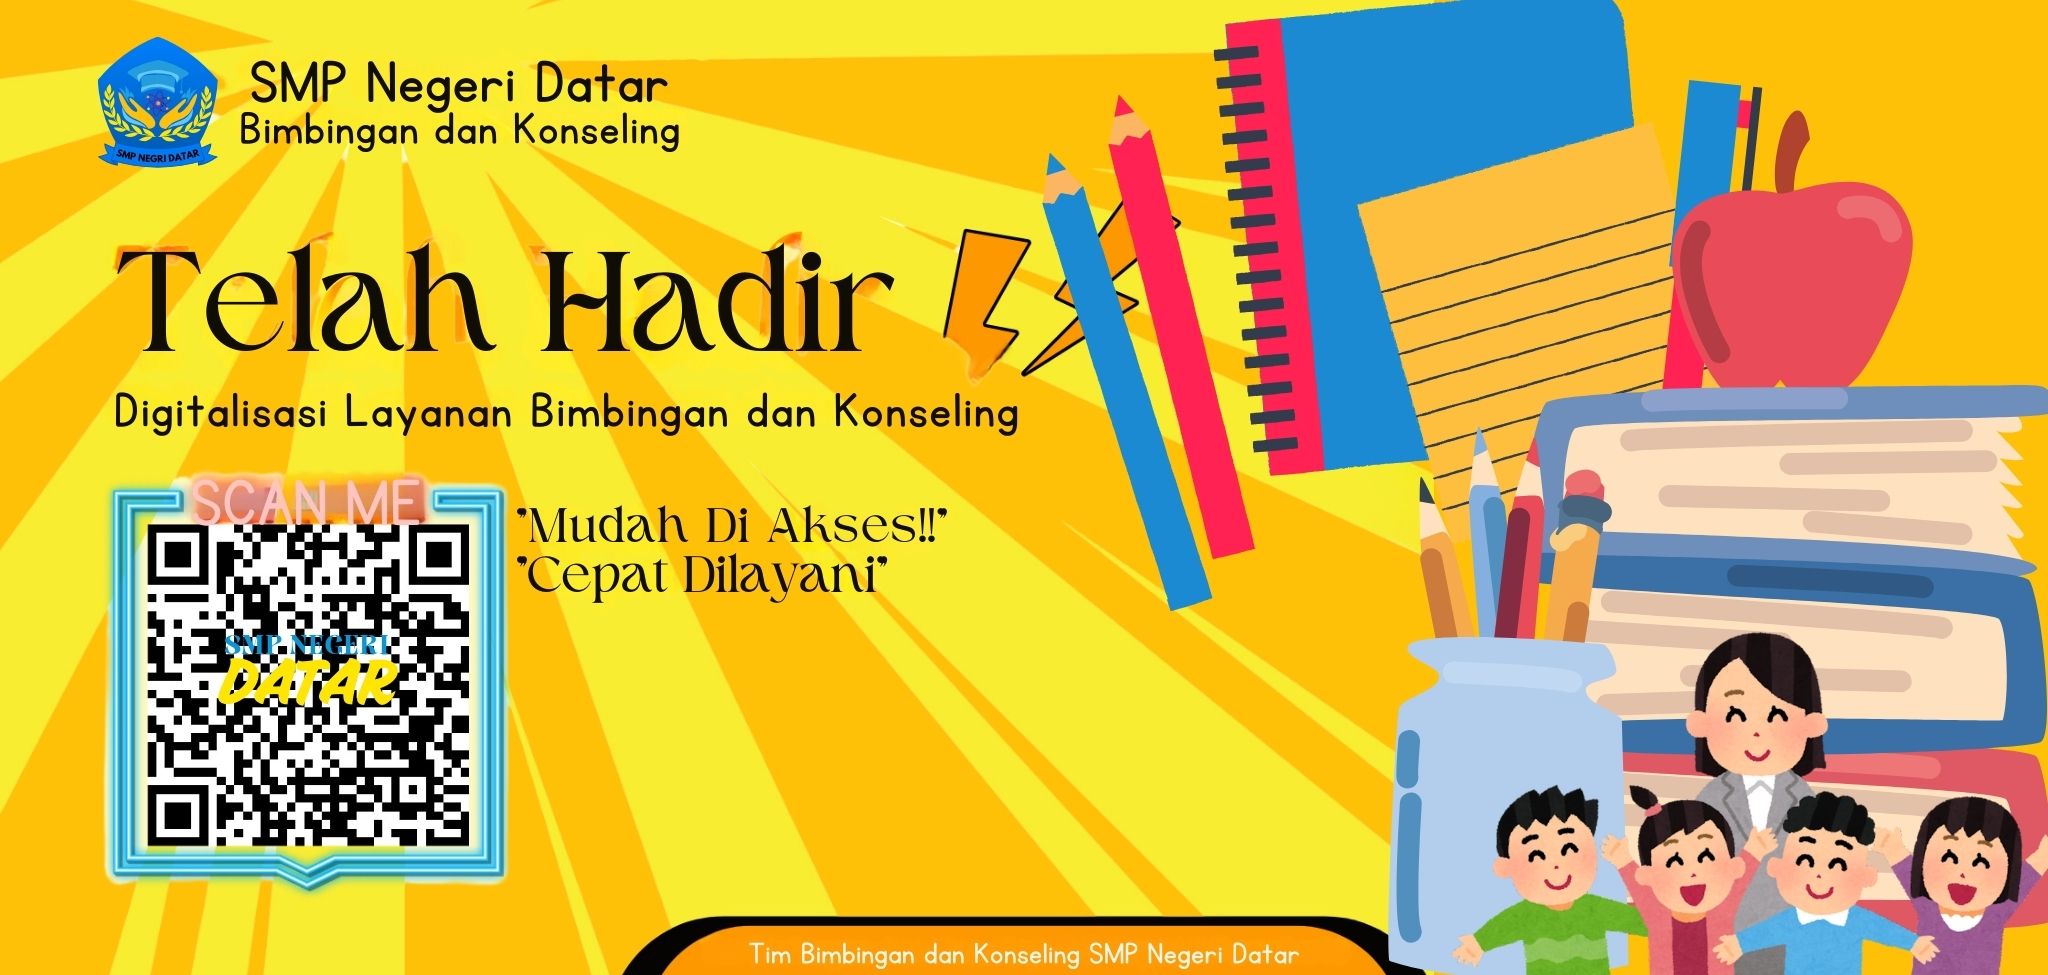 SMP Negeri Datar
Bimbingan dan Konseling
SMP NEGRI DATAR
Telah Hadir
Digitalisasi Layanan Bimbingan dan Konseling
SCAN ME
"Mudah Di Akses!!"
"Cepat Dilayani"
SMP NEGERI
DATAR
Tim Bimbingan dan Konseling SMP Negeri Datar